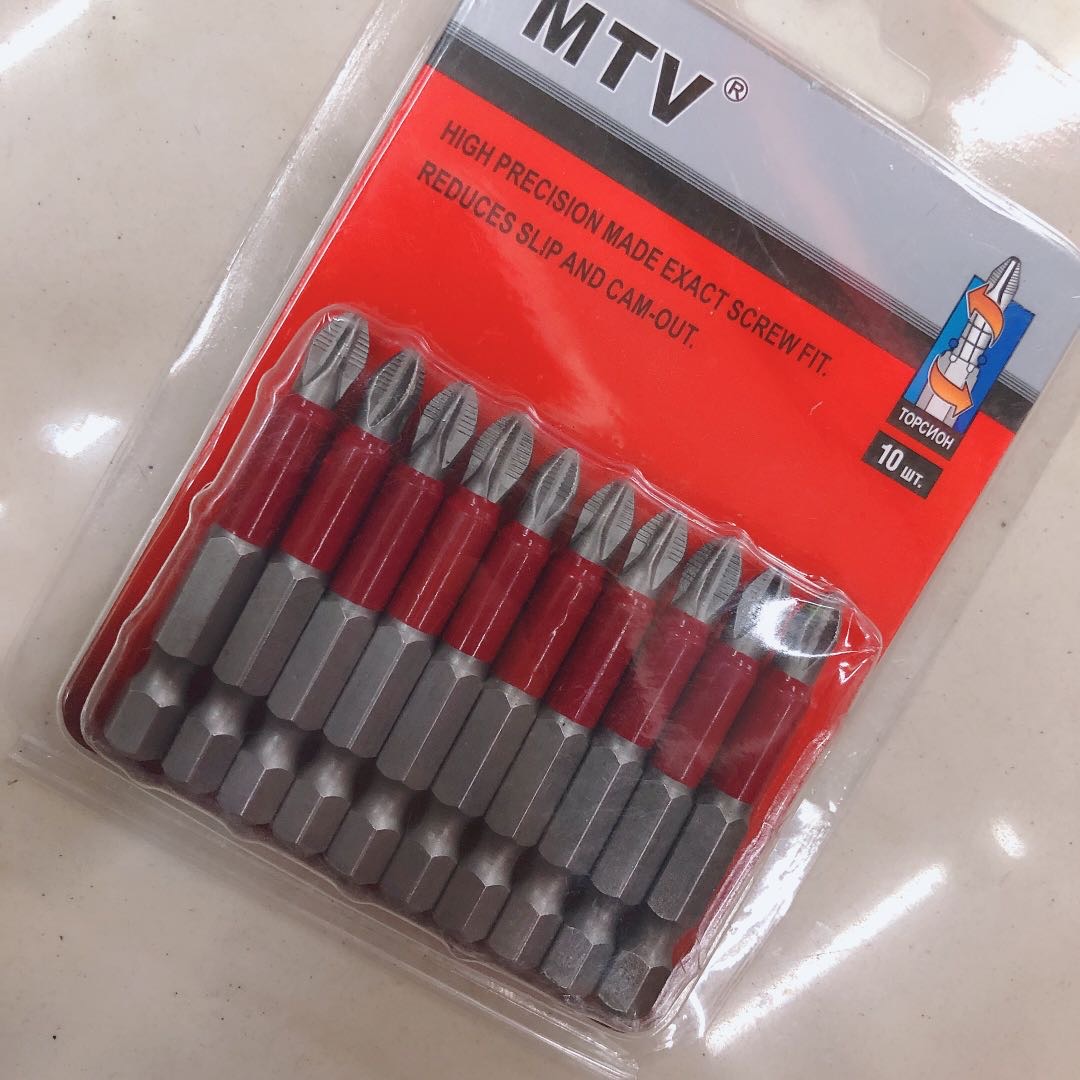 MTV®
HIGH PRECISION MADE EXACT SCREW FIT.
REDUCES SLIP AND CAM-OUT.
ТОРСИОН
10 шт.